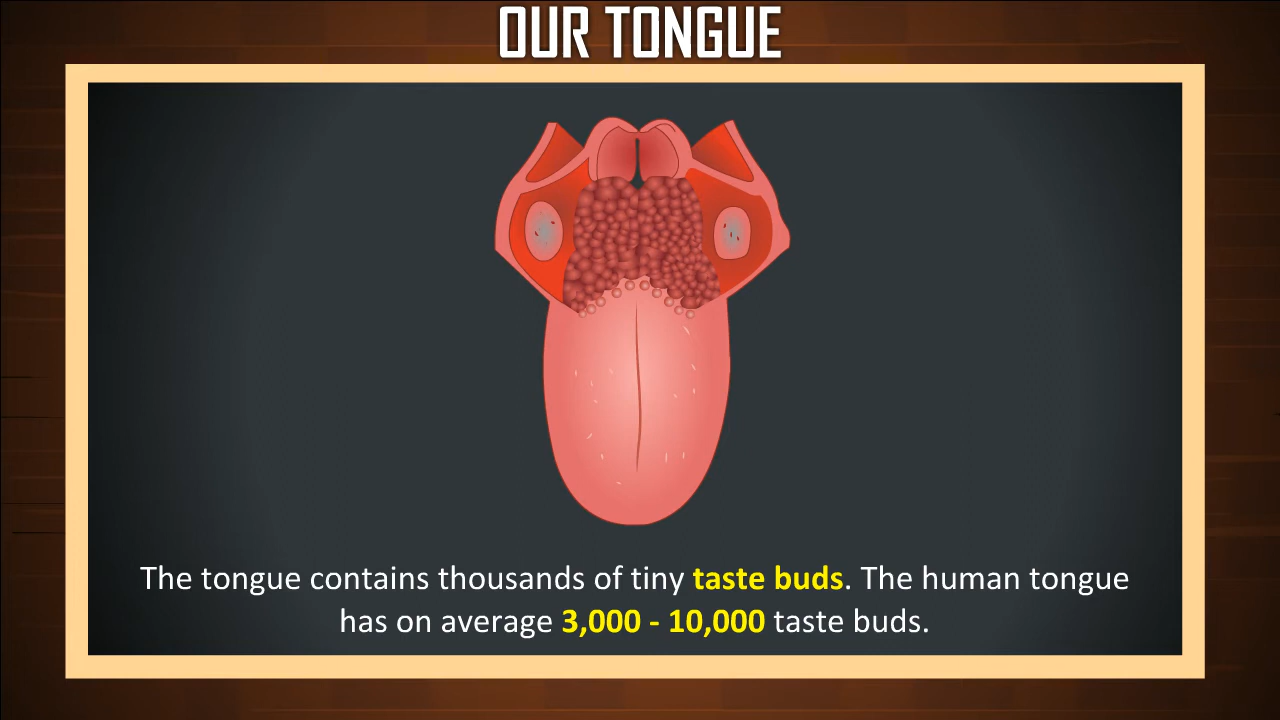 OUR TONGUE
The tongue contains thousands of tiny taste buds. The human tongue
has on average 3,000 - 10,000 taste buds.